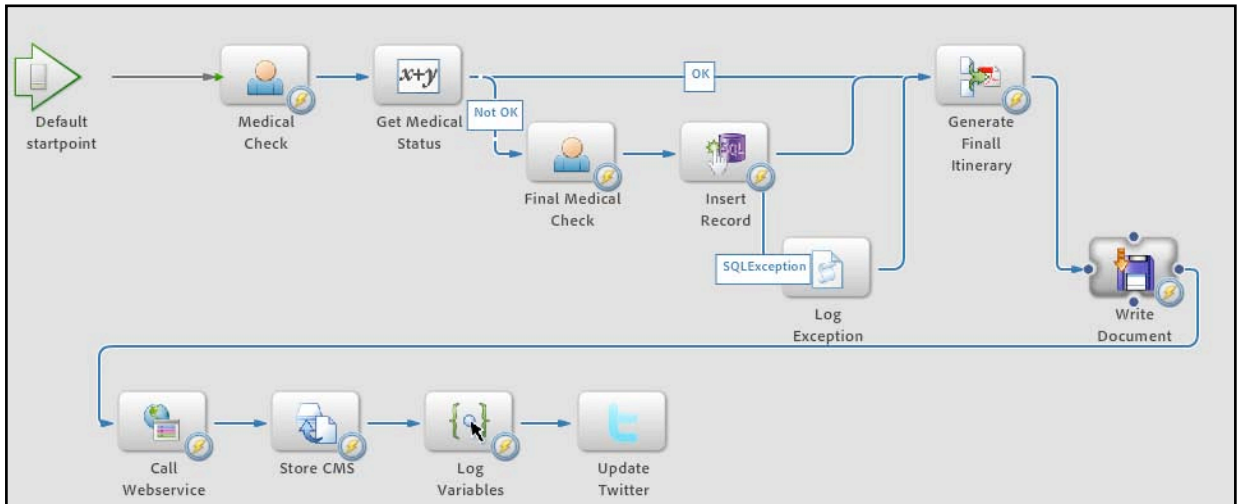 Default
startpoint
Medical
Check
x+y
Get Medical
Status
OK
Not OK
Final Medical
Check
SQL
Insert
Record
SQLException
Log
Exception
Generate
Finall
Itinerary
Write
Document
Call
Webservice
Store CMS
{ }
Log
Variables
t
Update
Twitter